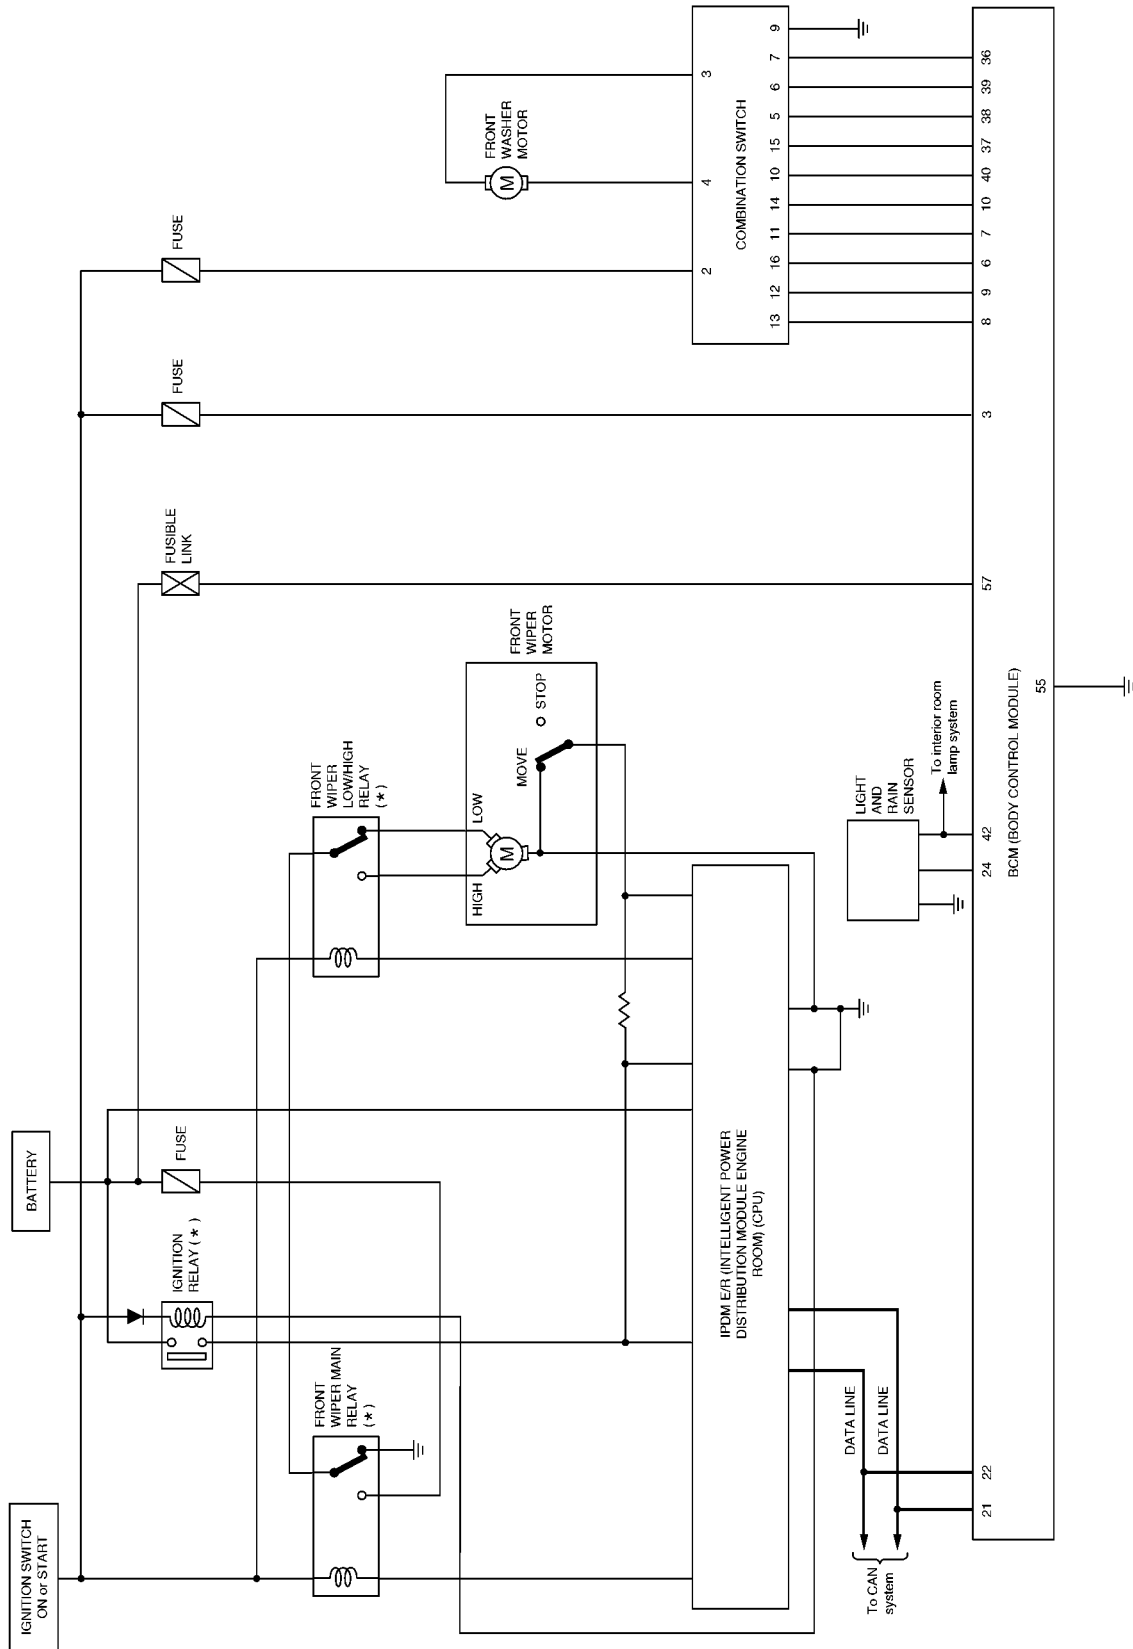 IGNITION SWITCH
ON or START
BATTERY
IGNITION
RELAY (*)
FUSE
FUSIBLE
LINK
FUSE
FUSE
FRONT
WIPER MAIN
RELAY
(*)
FRONT
WIPER
LOW/HIGH
RELAY
(*)
FRONT
WIPER
MOTOR
HIGH
LOW
M
MOVE
STOP
FRONT
WASHER
MOTOR
M
IPDM E/R (INTELLIGENT POWER
DISTRIBUTION MODULE ENGINE
ROOM) (CPU)
2
4
3
COMBINATION SWITCH
13 12 16 11 14 10 15 5 6 7 9
DATA LINE
DATA LINE
To CAN
system
LIGHT
AND
RAIN
SENSOR
To interior room
lamp system
21 22 24 42 57 3 8 9 6 7 10 40 37 38 39 36
BCM (BODY CONTROL MODULE)
55